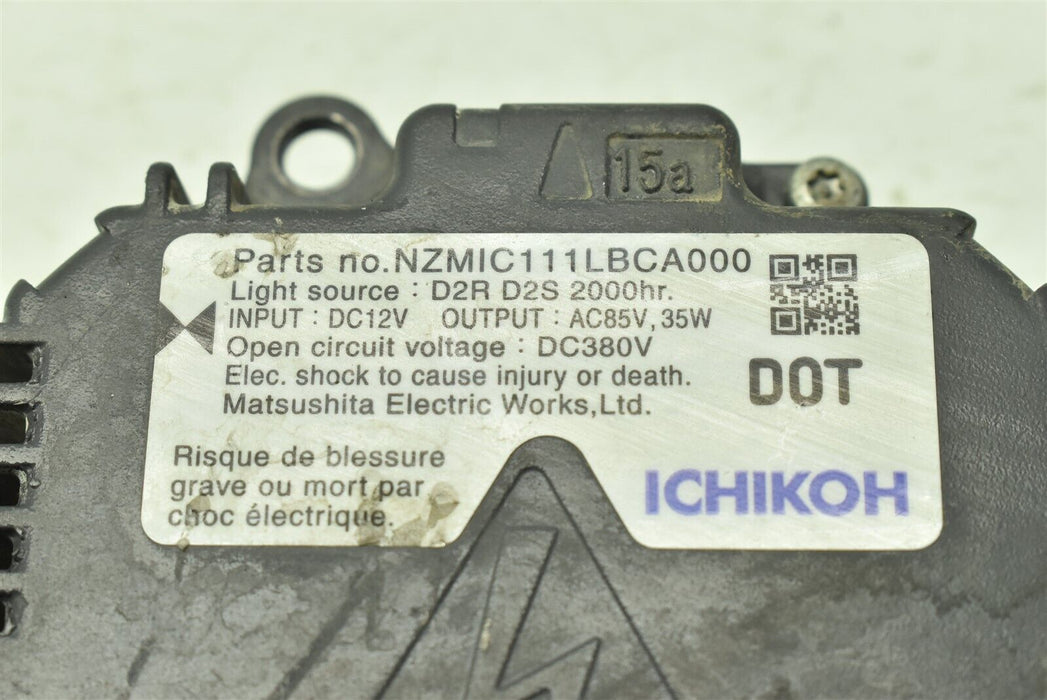 15a
Parts no.NZMIC111LBCA000
Light source : D2R D2S 2000hr.
INPUT : DC12V OUTPUT : AC85V, 35W
Open circuit voltage : DC380V
Elec. shock to cause injury or death.
Matsushita Electric Works,Ltd.
DOT
Risque de blessure
grave ou mort par
choc électrique.
ICHIKOH